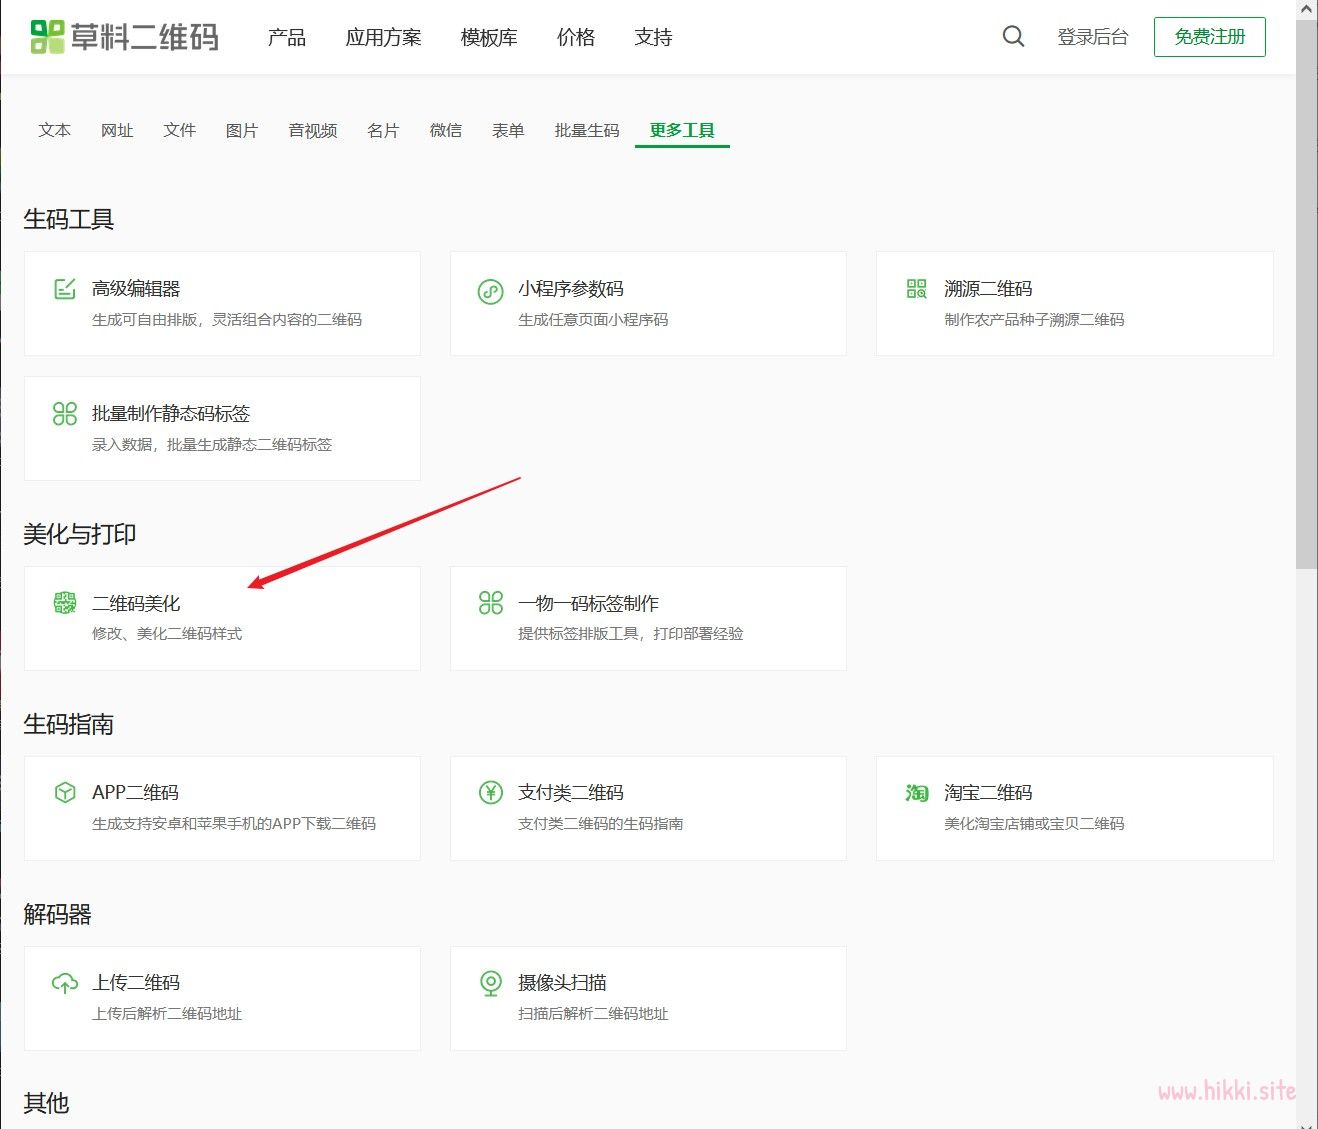 草料二维码 产品 应用方案 模板库 价格 支持 登录后台 免费注册
文本 网址 文件 图片 音视频 名片 微信 表单 批量生码 更多工具
生码工具
高级编辑器
生成可自由排版，灵活组合内容的二维码
小程序参数码
生成任意页面小程序码
溯源二维码
制作农产品种子溯源二维码
批量制作静态码标签
录入数据，批量生成静态二维码标签
美化与打印
二维码美化
修改、美化二维码样式
一物一码标签制作
提供标签排版工具，打印部署经验
生码指南
APP二维码
生成支持安卓和苹果手机的APP下载二维码
支付类二维码
支付类二维码的生码指南
淘
淘宝二维码
美化淘宝店铺或宝贝二维码
解码器
上传二维码
上传后解析二维码地址
摄像头扫描
扫描后解析二维码地址
其他
www.hikki.site